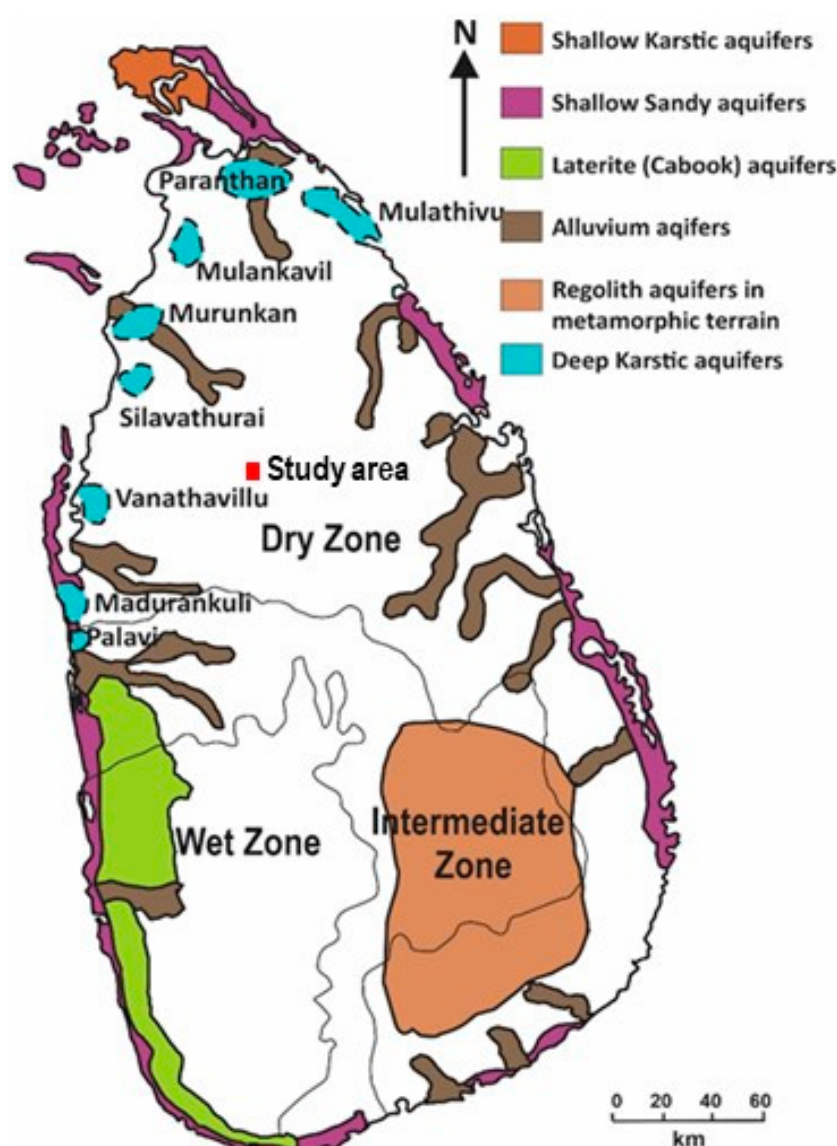 N
Shallow Karstic aquifers
Shallow Sandy aquifers
Laterite (Cabook) aquifers
Alluvium aqifers
Regolith aquifers in
metamorphic terrain
Deep Karstic aquifers
Paranthan
Mulathivu
Mulankavil
Murunkan
Silavathurai
Study area
Vanathavillu
Dry Zone
Madurankuli
Palavi
Wet Zone
Intermediate
Zone
0 20 40 60
km